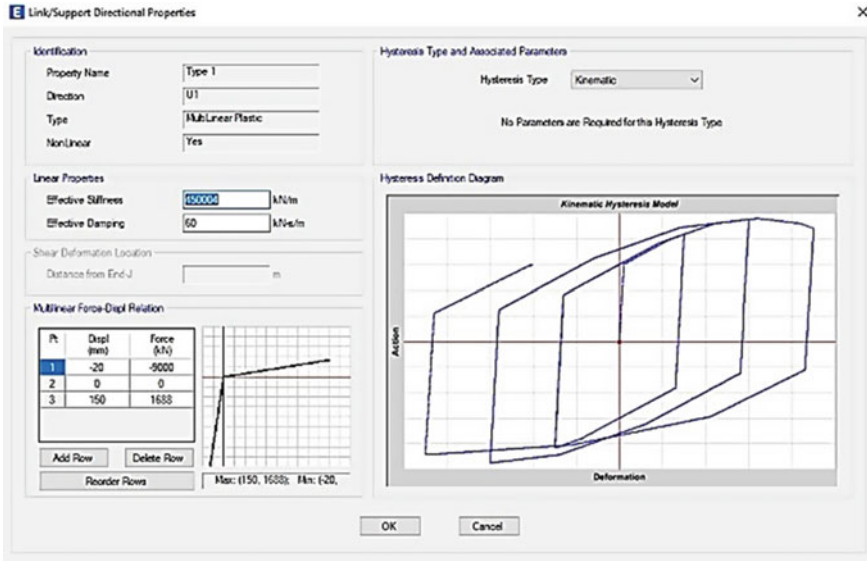 Link/Support Directional Properties
Identification
Property Name Type 1
Direction U1
Type MultiLinear Plastic
NonLinear Yes
Linear Properties
Effective Stiffness 450004 kN/m
Effective Damping 60 kN-s/m
Shear Deformation Location
Distance from End-J m
Multilinear Force-Displ Relation
Pt Displ Force
(mm) (kN)
1 -20 -9000
2 0 0
3 150 1688
Add Row Delete Row
Reorder Rows
Max: (150, 1688); Min: (-20,
Hysteresis Type and Associated Parameters
Hysteresis Type Kinematic
No Parameters are Required for this Hysteresis Type
Hysteresis Definition Diagram
Kinematic Hysteresis Model
Action
Deformation
OK Cancel